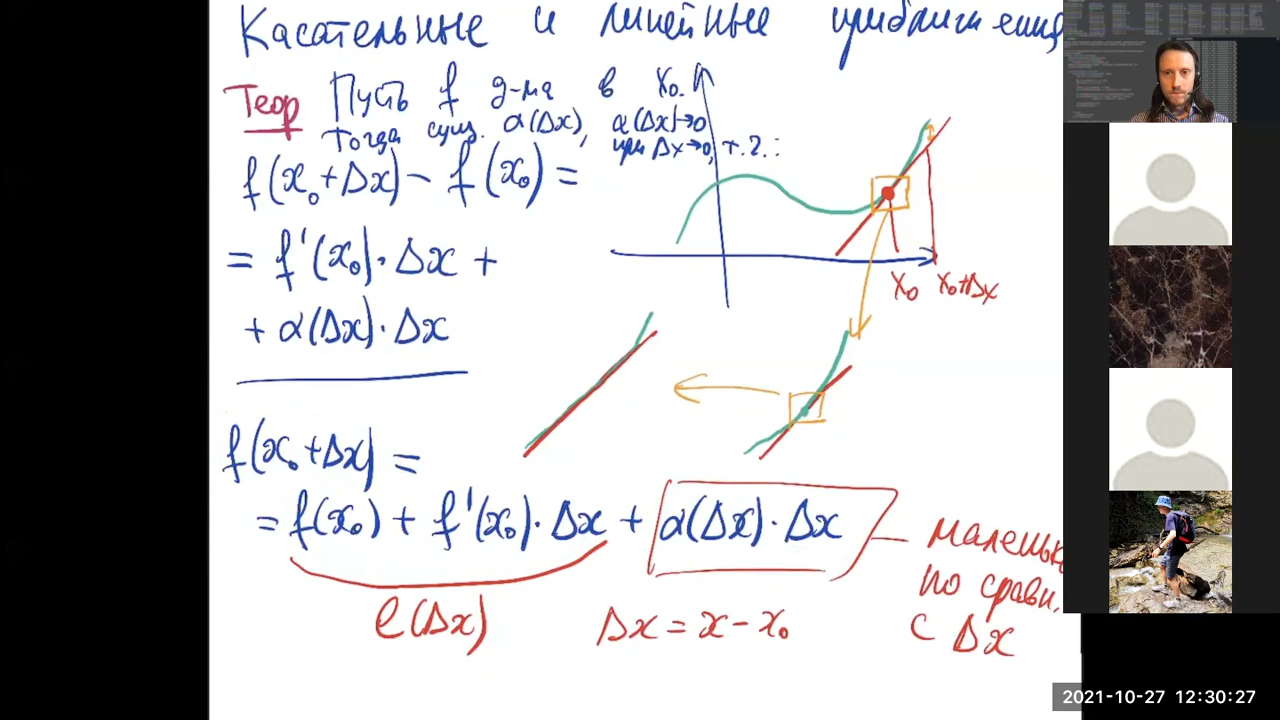 Касательные и линейные приближения
Теор Пусть f д-ма в x₀.
Тогда сущ. α(Δx), α(Δx)→0
при Δx→0, т.ч.:
f(x₀+Δx) − f(x₀) =
= f'(x₀)·Δx +
+ α(Δx)·Δx
x₀ x₀+Δx
f(x₀+Δx) =
= f(x₀) + f'(x₀)·Δx + α(Δx)·Δx
маленьк
по сравн.
с Δx
ℓ(Δx) Δx = x − x₀
2021-10-27 12:30:27